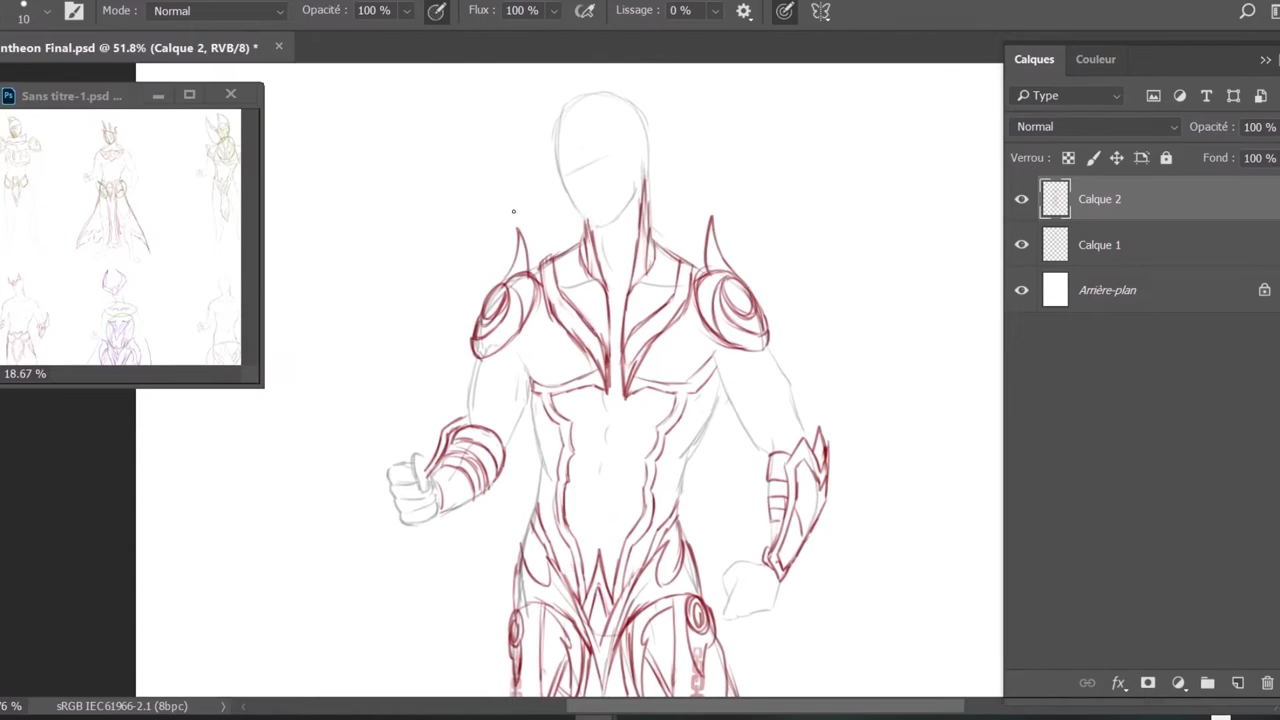 10 Mode : Normal Opacité : 100 % Flux : 100 % Lissage : 0 %
ntheon Final.psd @ 51.8% (Calque 2, RVB/8) *
Calques Couleur
Ps Sans titre-1.psd ...
Type
Normal Opacité : 100 %
Verrou : Fond : 100 %
Calque 2
Calque 1
Arrière-plan
18.67 %
fx
% sRGB IEC61966-2.1 (8bpc)